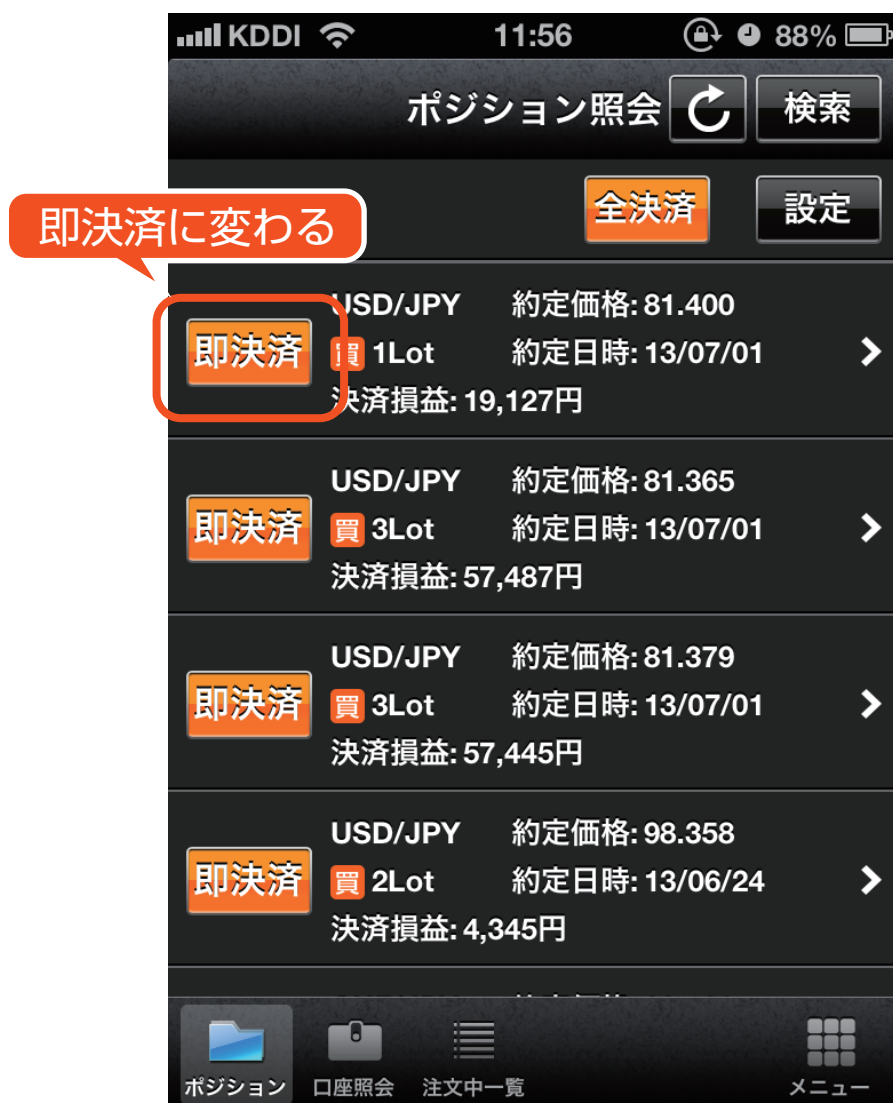 KDDI 11:56 88%
ポジション照会 検索
全決済 設定
即決済に変わる
USD/JPY 約定価格: 81.400
即決済 買 1Lot 約定日時: 13/07/01
決済損益: 19,127円
USD/JPY 約定価格: 81.365
即決済 買 3Lot 約定日時: 13/07/01
決済損益: 57,487円
USD/JPY 約定価格: 81.379
即決済 買 3Lot 約定日時: 13/07/01
決済損益: 57,445円
USD/JPY 約定価格: 98.358
即決済 買 2Lot 約定日時: 13/06/24
決済損益: 4,345円
ポジション 口座照会 注文中一覧 メニュー